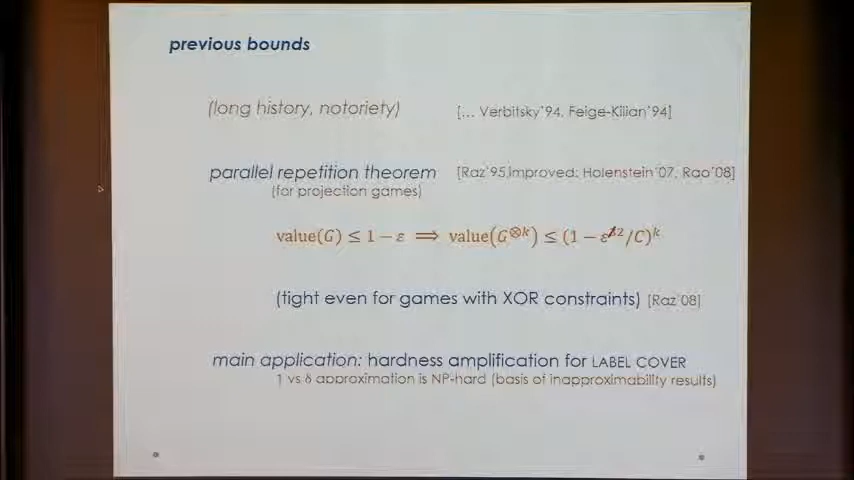 previous bounds
(long history, notoriety) [... Verbitsky'94, Feige-Kilian'94]
parallel repetition theorem [Raz'95,improved: Holenstein'07, Rao'08]
(for projection games)
value(G) ≤ 1 − ε ⟹ value(G^{⊗k}) ≤ (1 − ε^2/C)^k
(tight even for games with XOR constraints) [Raz'08]
main application: hardness amplification for LABEL COVER
1 vs δ approximation is NP-hard (basis of inapproximability results)